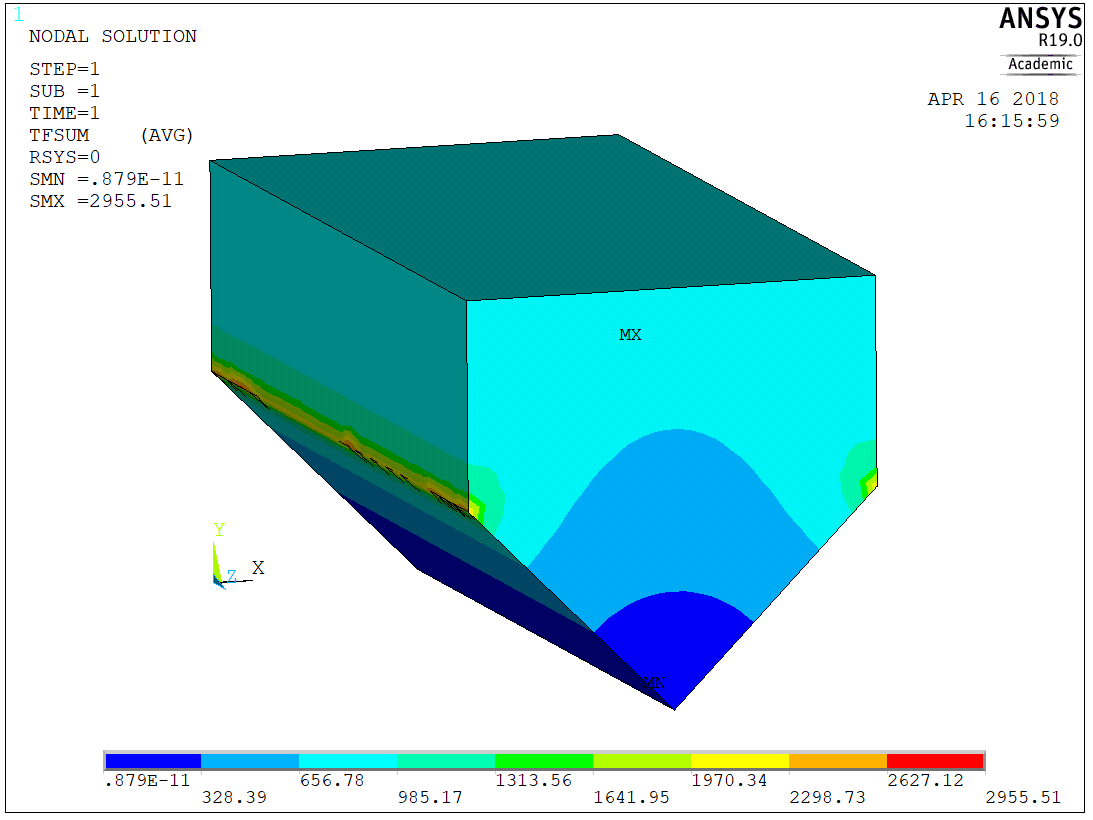 1
NODAL SOLUTION
STEP=1
SUB =1
TIME=1
TFSUM (AVG)
RSYS=0
SMN =.879E-11
SMX =2955.51
ANSYS
R19.0
Academic
APR 16 2018
16:15:59
MX
Y
Z X
MN
.879E-11 656.78 1313.56 1970.34 2627.12
328.39 985.17 1641.95 2298.73 2955.51